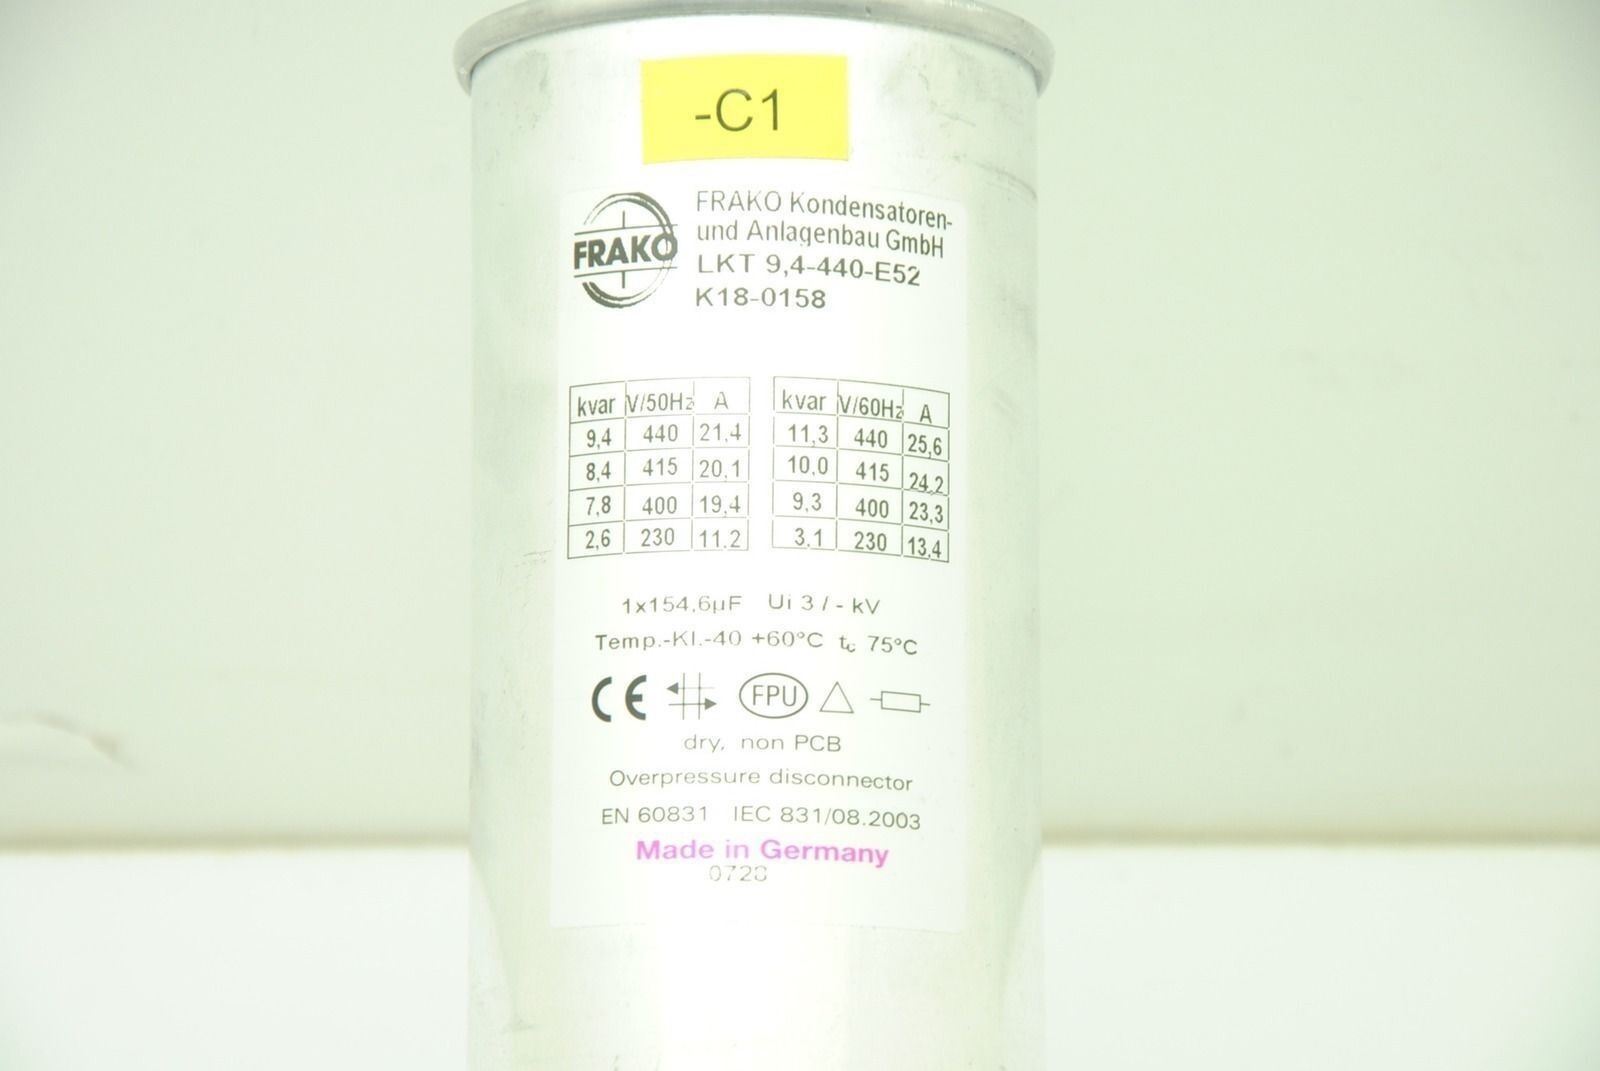 -C1
FRAKO
FRAKO Kondensatoren-
und Anlagenbau GmbH
LKT 9,4-440-E52
K18-0158
kvar V/50Hz A
9,4 440 21,4
8,4 415 20,1
7,8 400 19,4
2,6 230 11,2
kvar V/60Hz A
11,3 440 25,6
10,0 415 24,2
9,3 400 23,3
3,1 230 13,4
1x154,6µF Ui 3 / - kV
Temp.-Kl.-40 +60°C tc 75°C
CE FPU
dry, non PCB
Overpressure disconnector
EN 60831 IEC 831/08.2003
Made in Germany